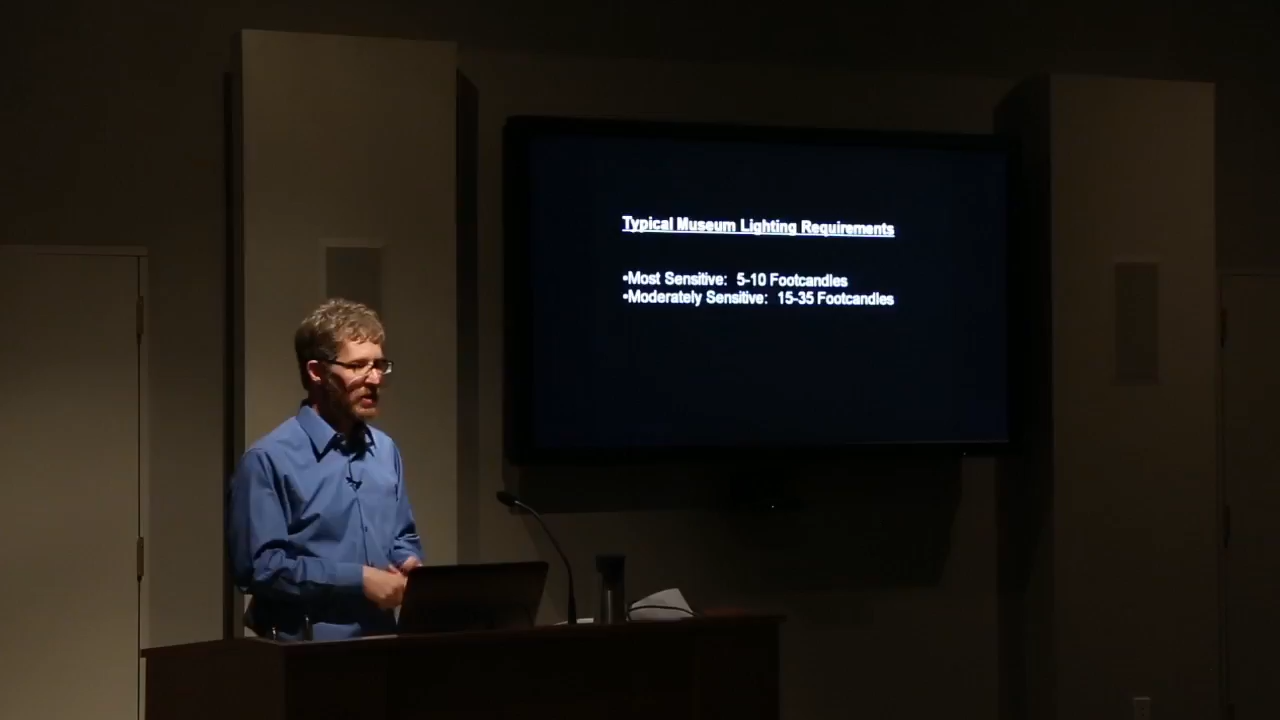 Typical Museum Lighting Requirements
•Most Sensitive:  5-10 Footcandles
•Moderately Sensitive:  15-35 Footcandles